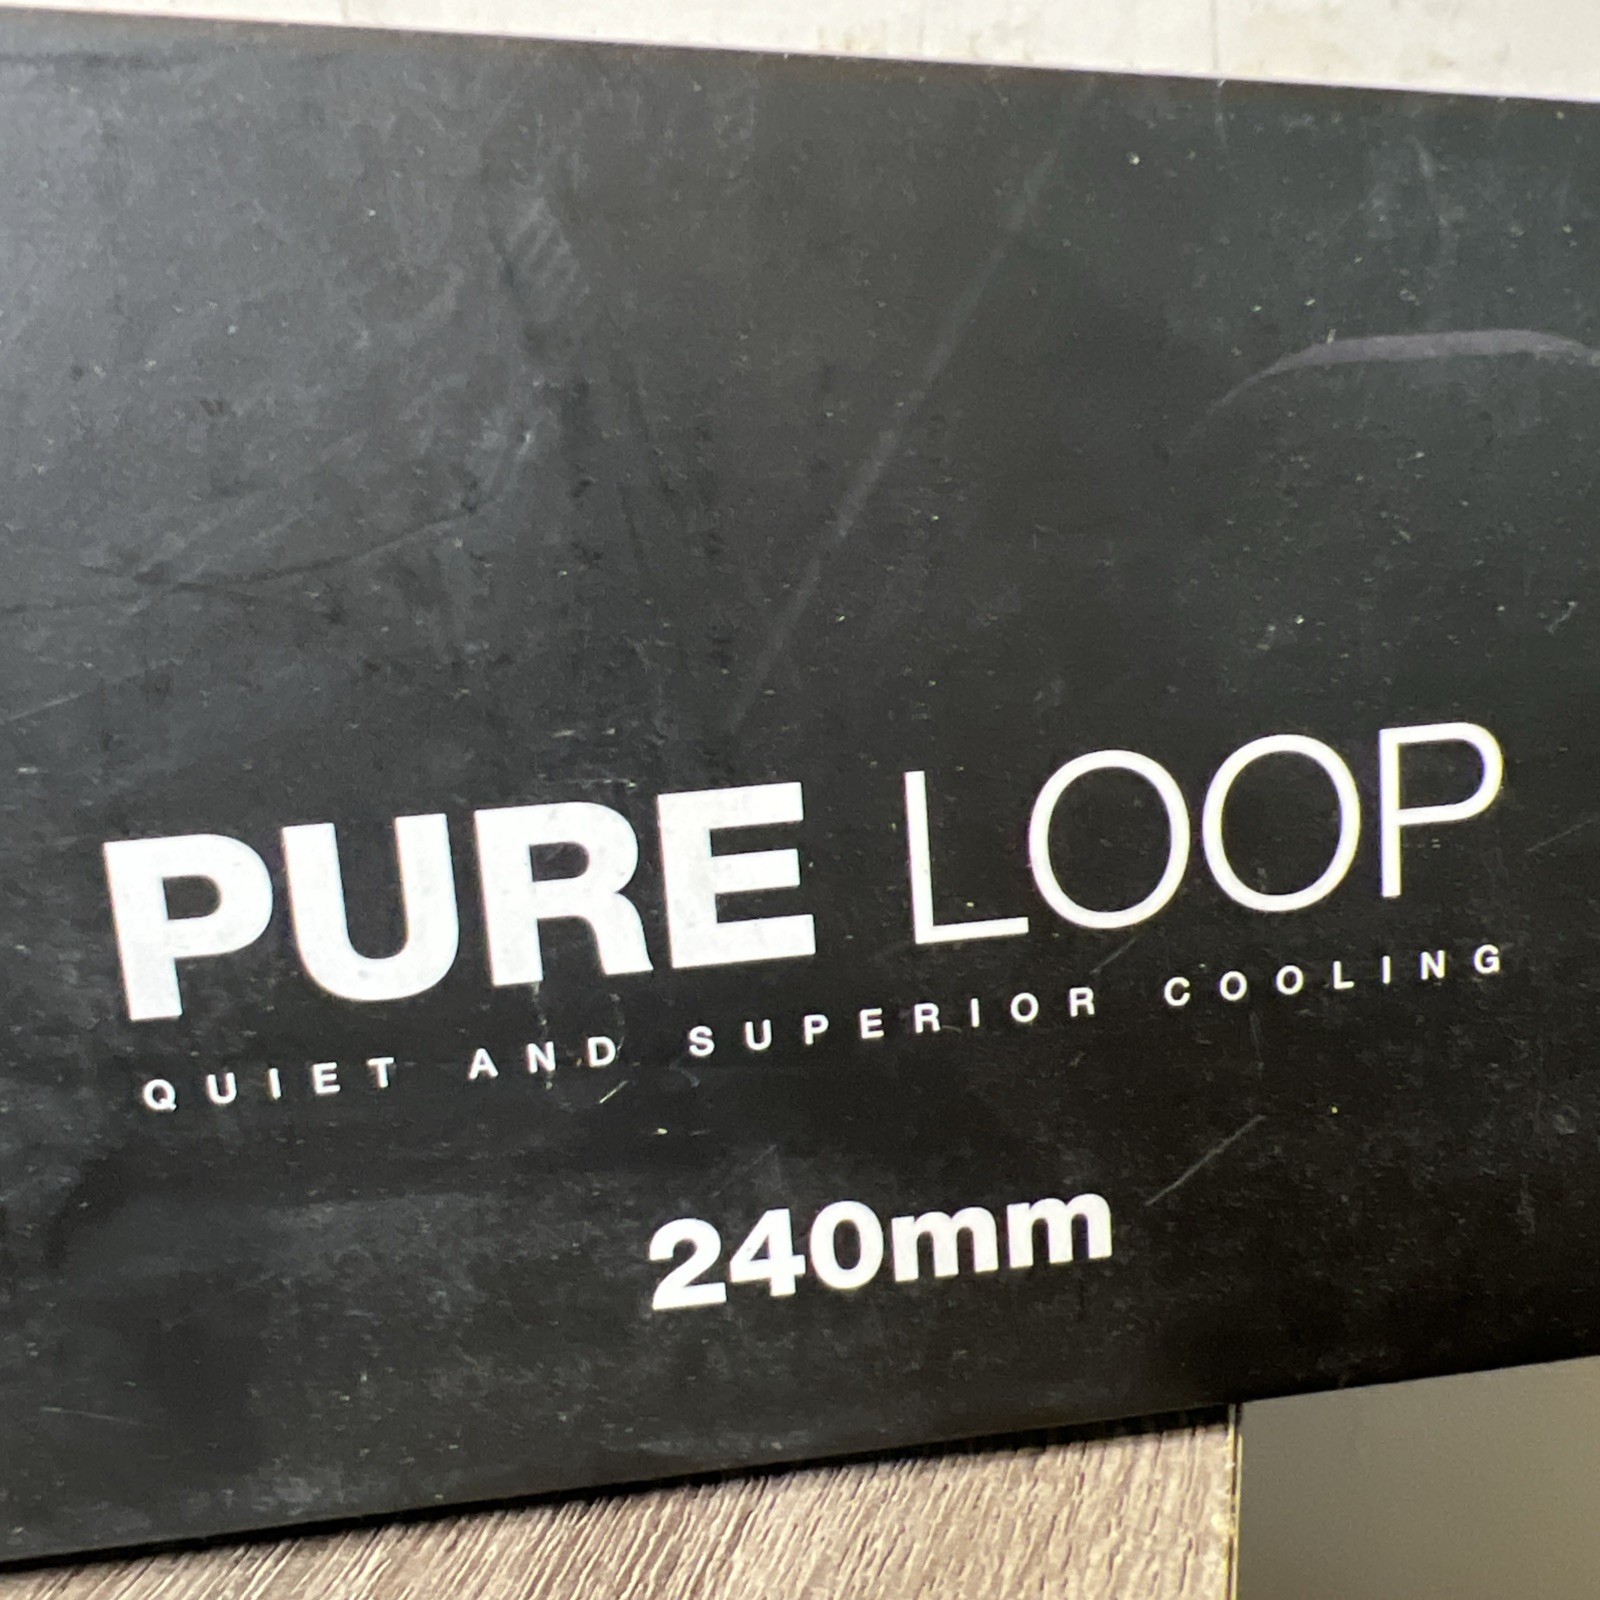 PURE LOOP
QUIET AND SUPERIOR COOLING
240mm